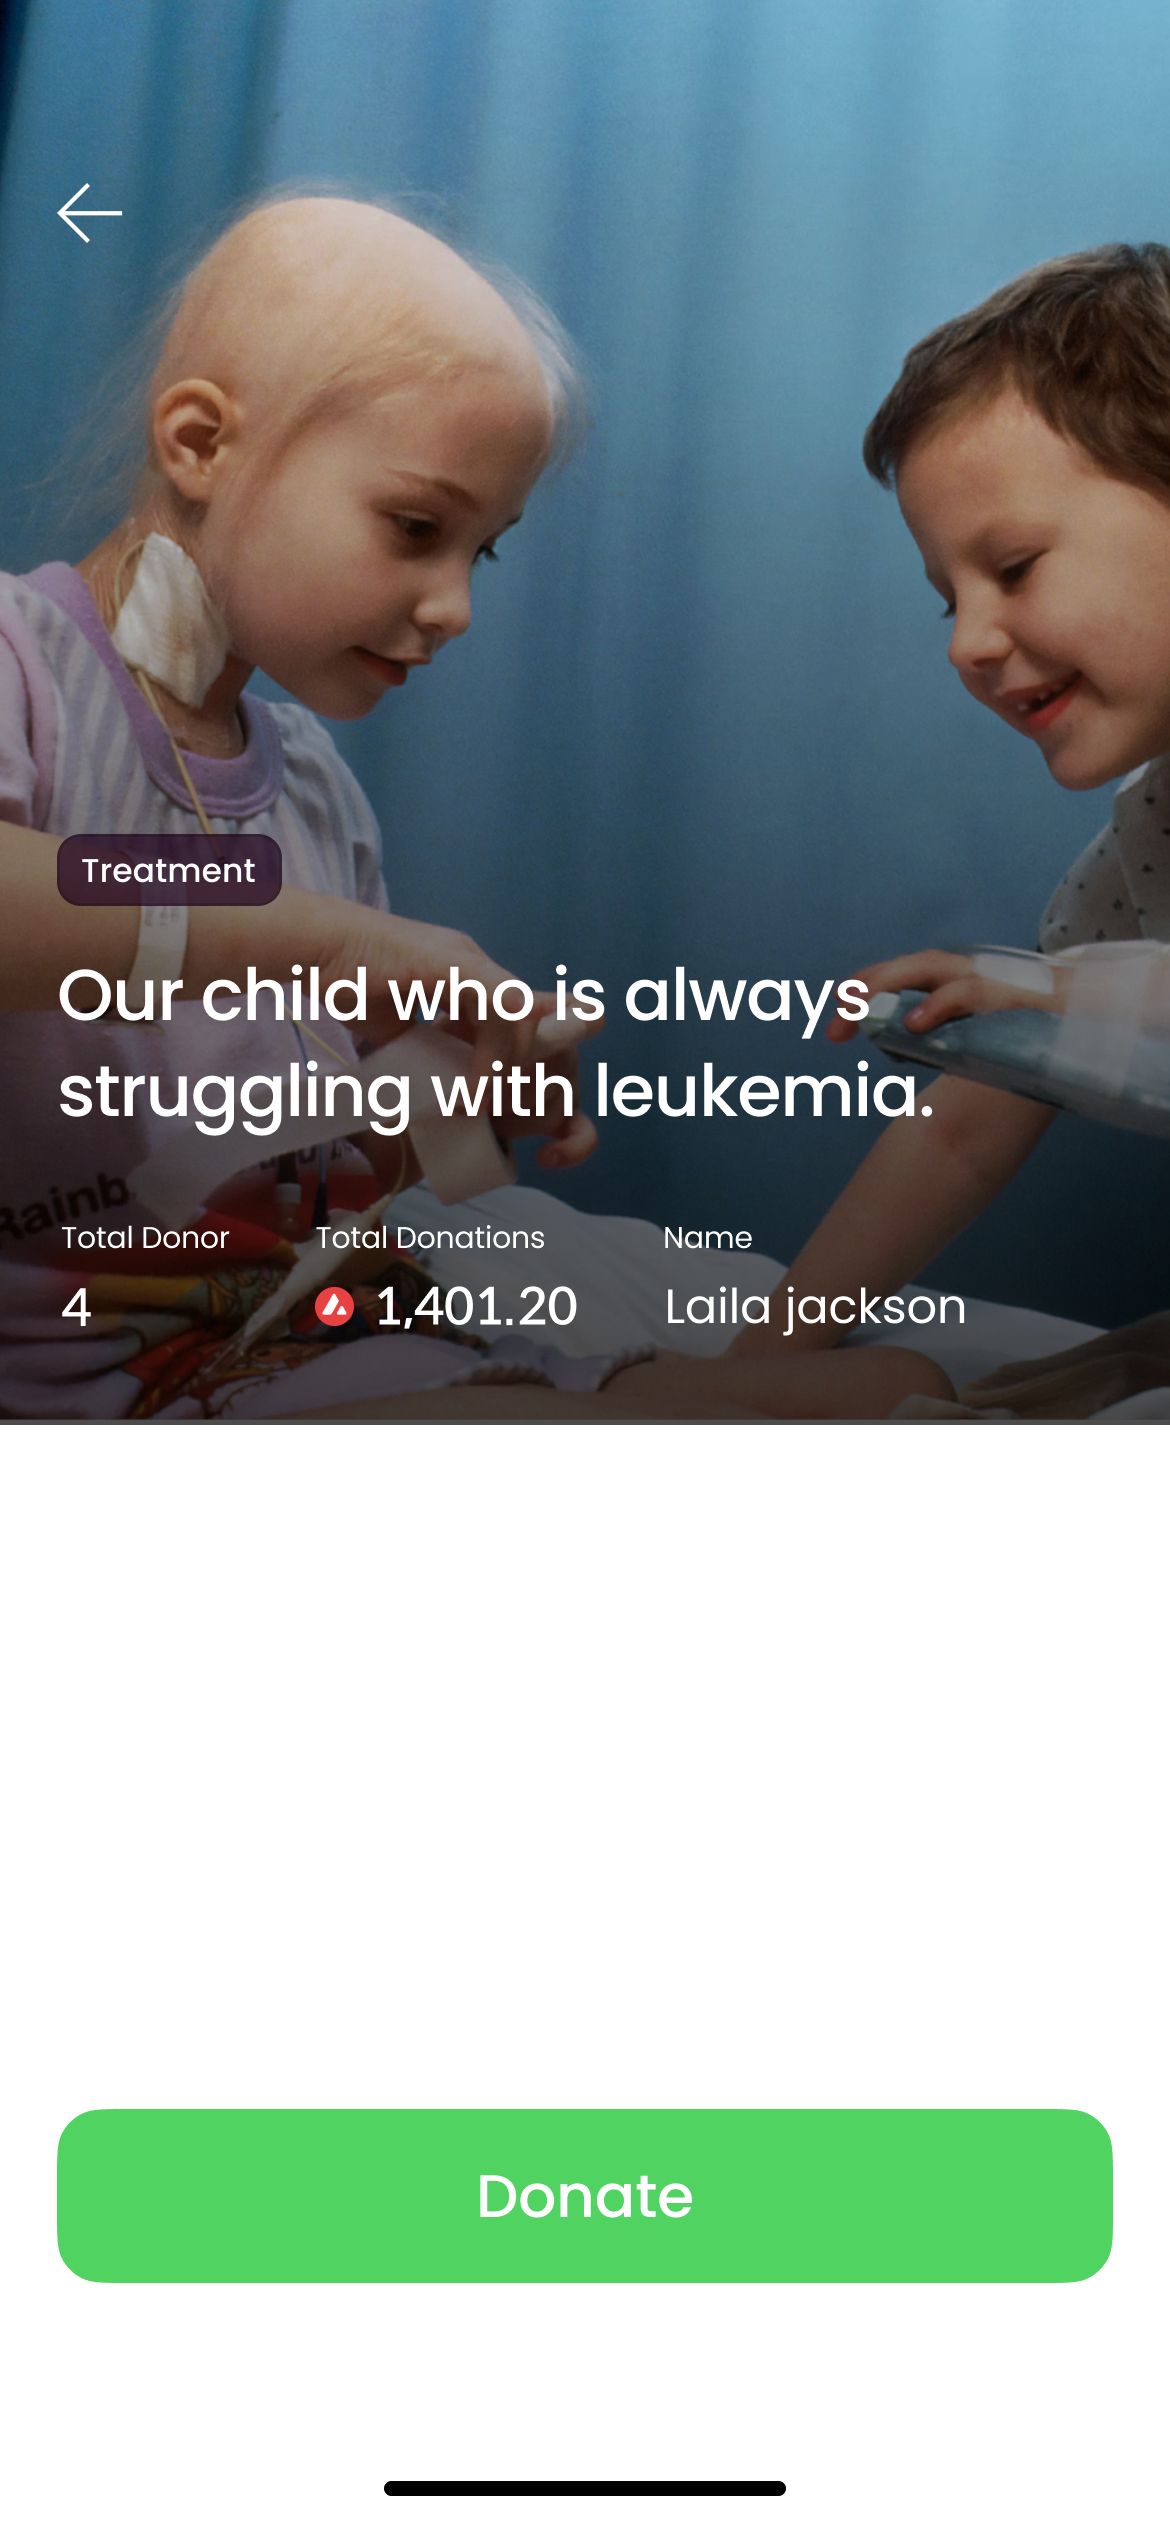 Treatment
Our child who is always
struggling with leukemia.
Rainb
Total Donor Total Donations Name
4 1,401.20 Laila jackson
Donate